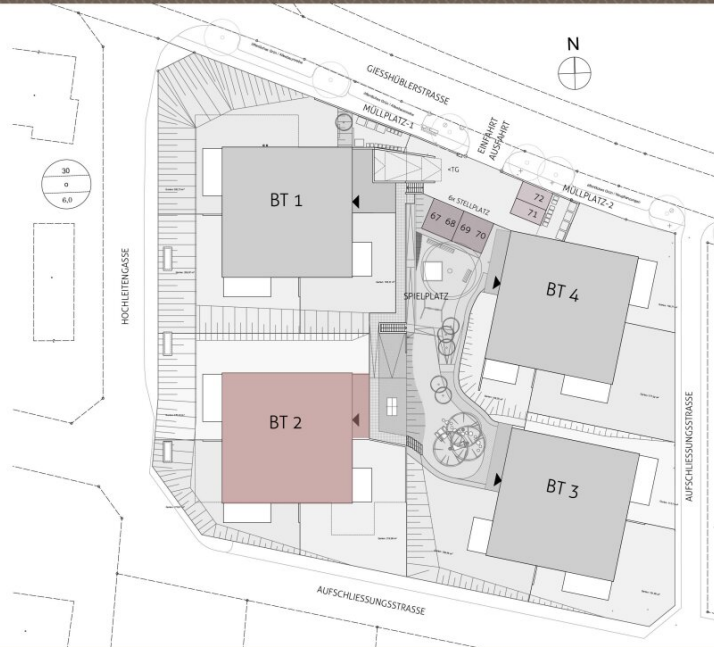 N
GIESSHÜBLERSTRASSE
MÜLLPLATZ-1
EINFAHRT
AUSFAHRT
MÜLLPLATZ-2
<TG
30
a
6,0
72
71
6x STELLPLATZ
67 68 69 70
BT 1
BT 4
SPIELPLATZ
HOCHLEITENGASSE
BT 2
BT 3
AUFSCHLIESSUNGSSTRASSE
AUFSCHLIESSUNGSSTRASSE